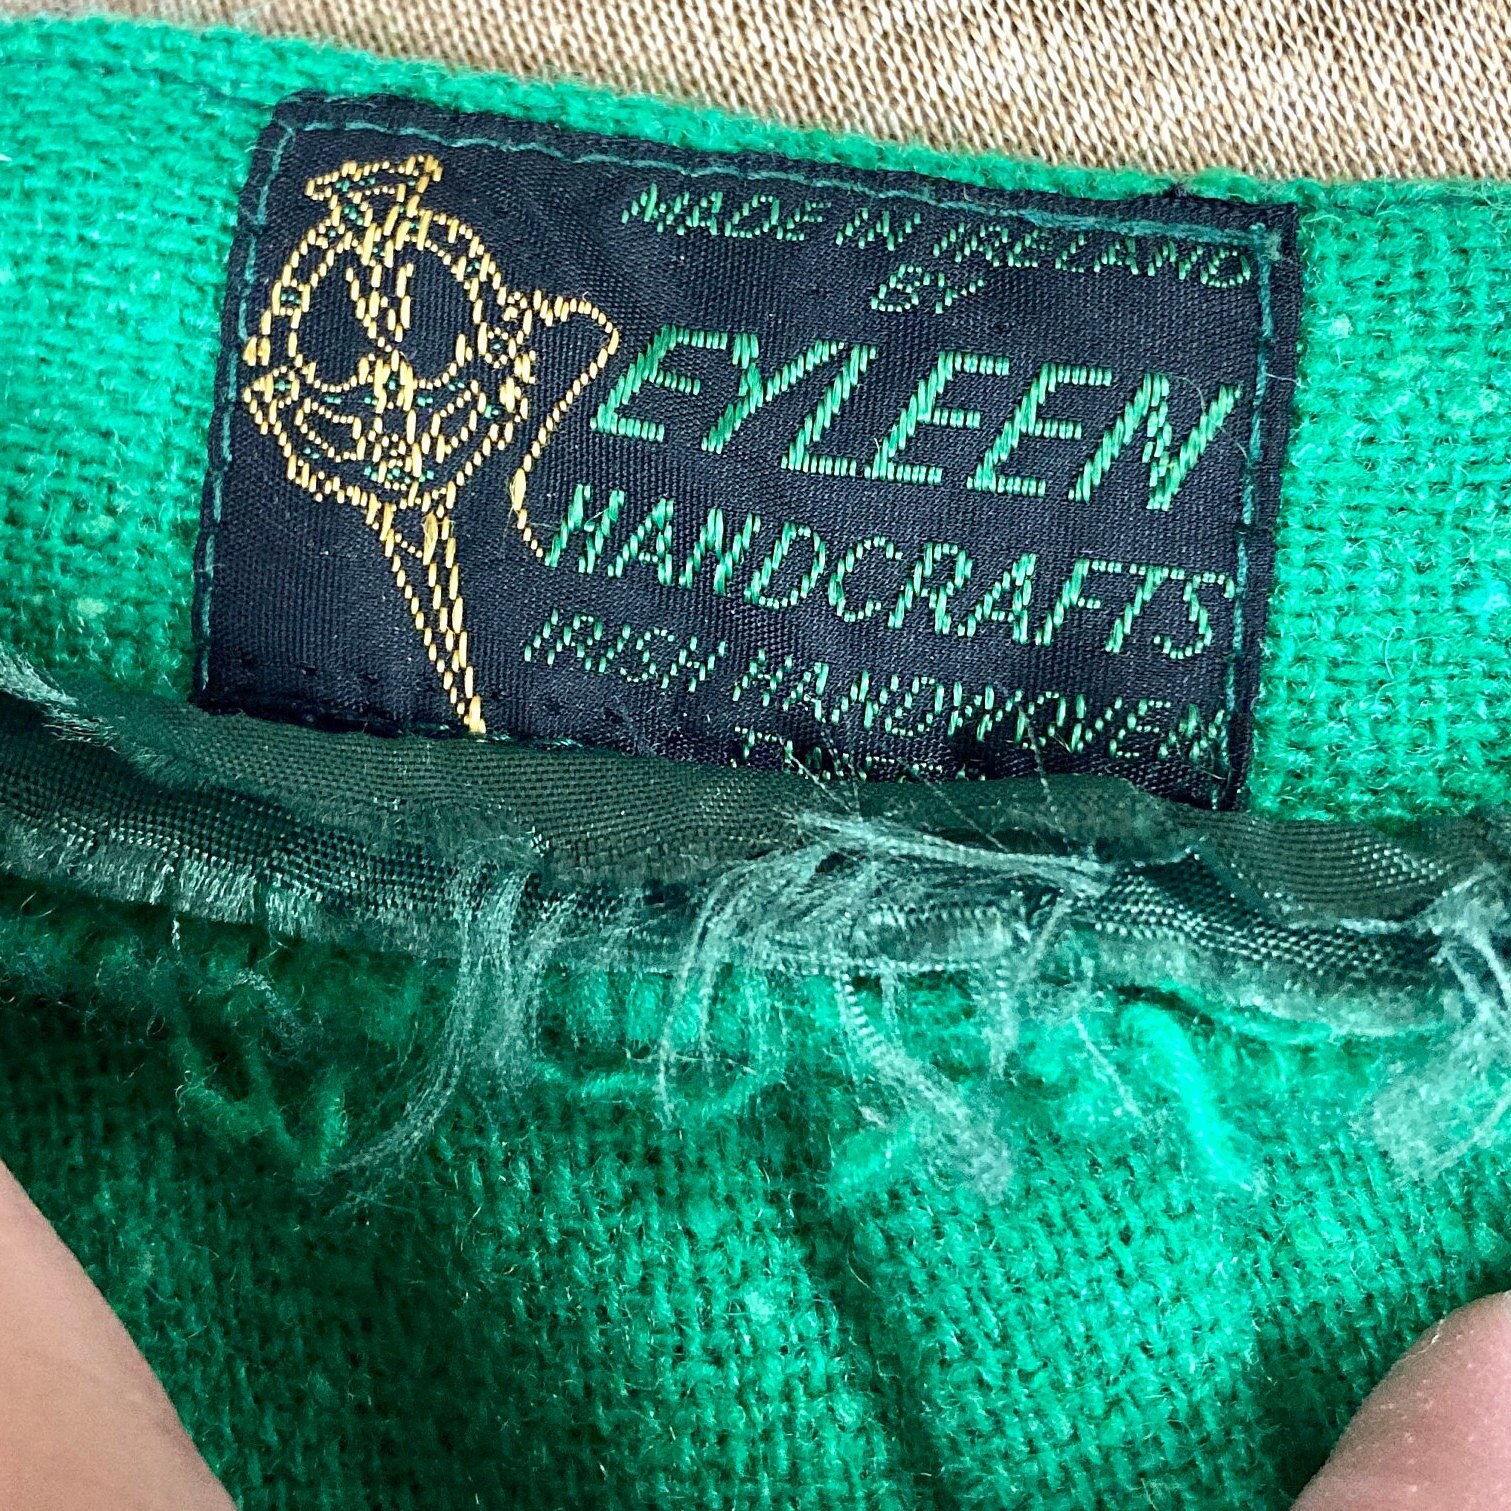 MADE IN IRELAND
BY
EYLEEN
HANDCRAFTS
IRISH HANDWOVEN